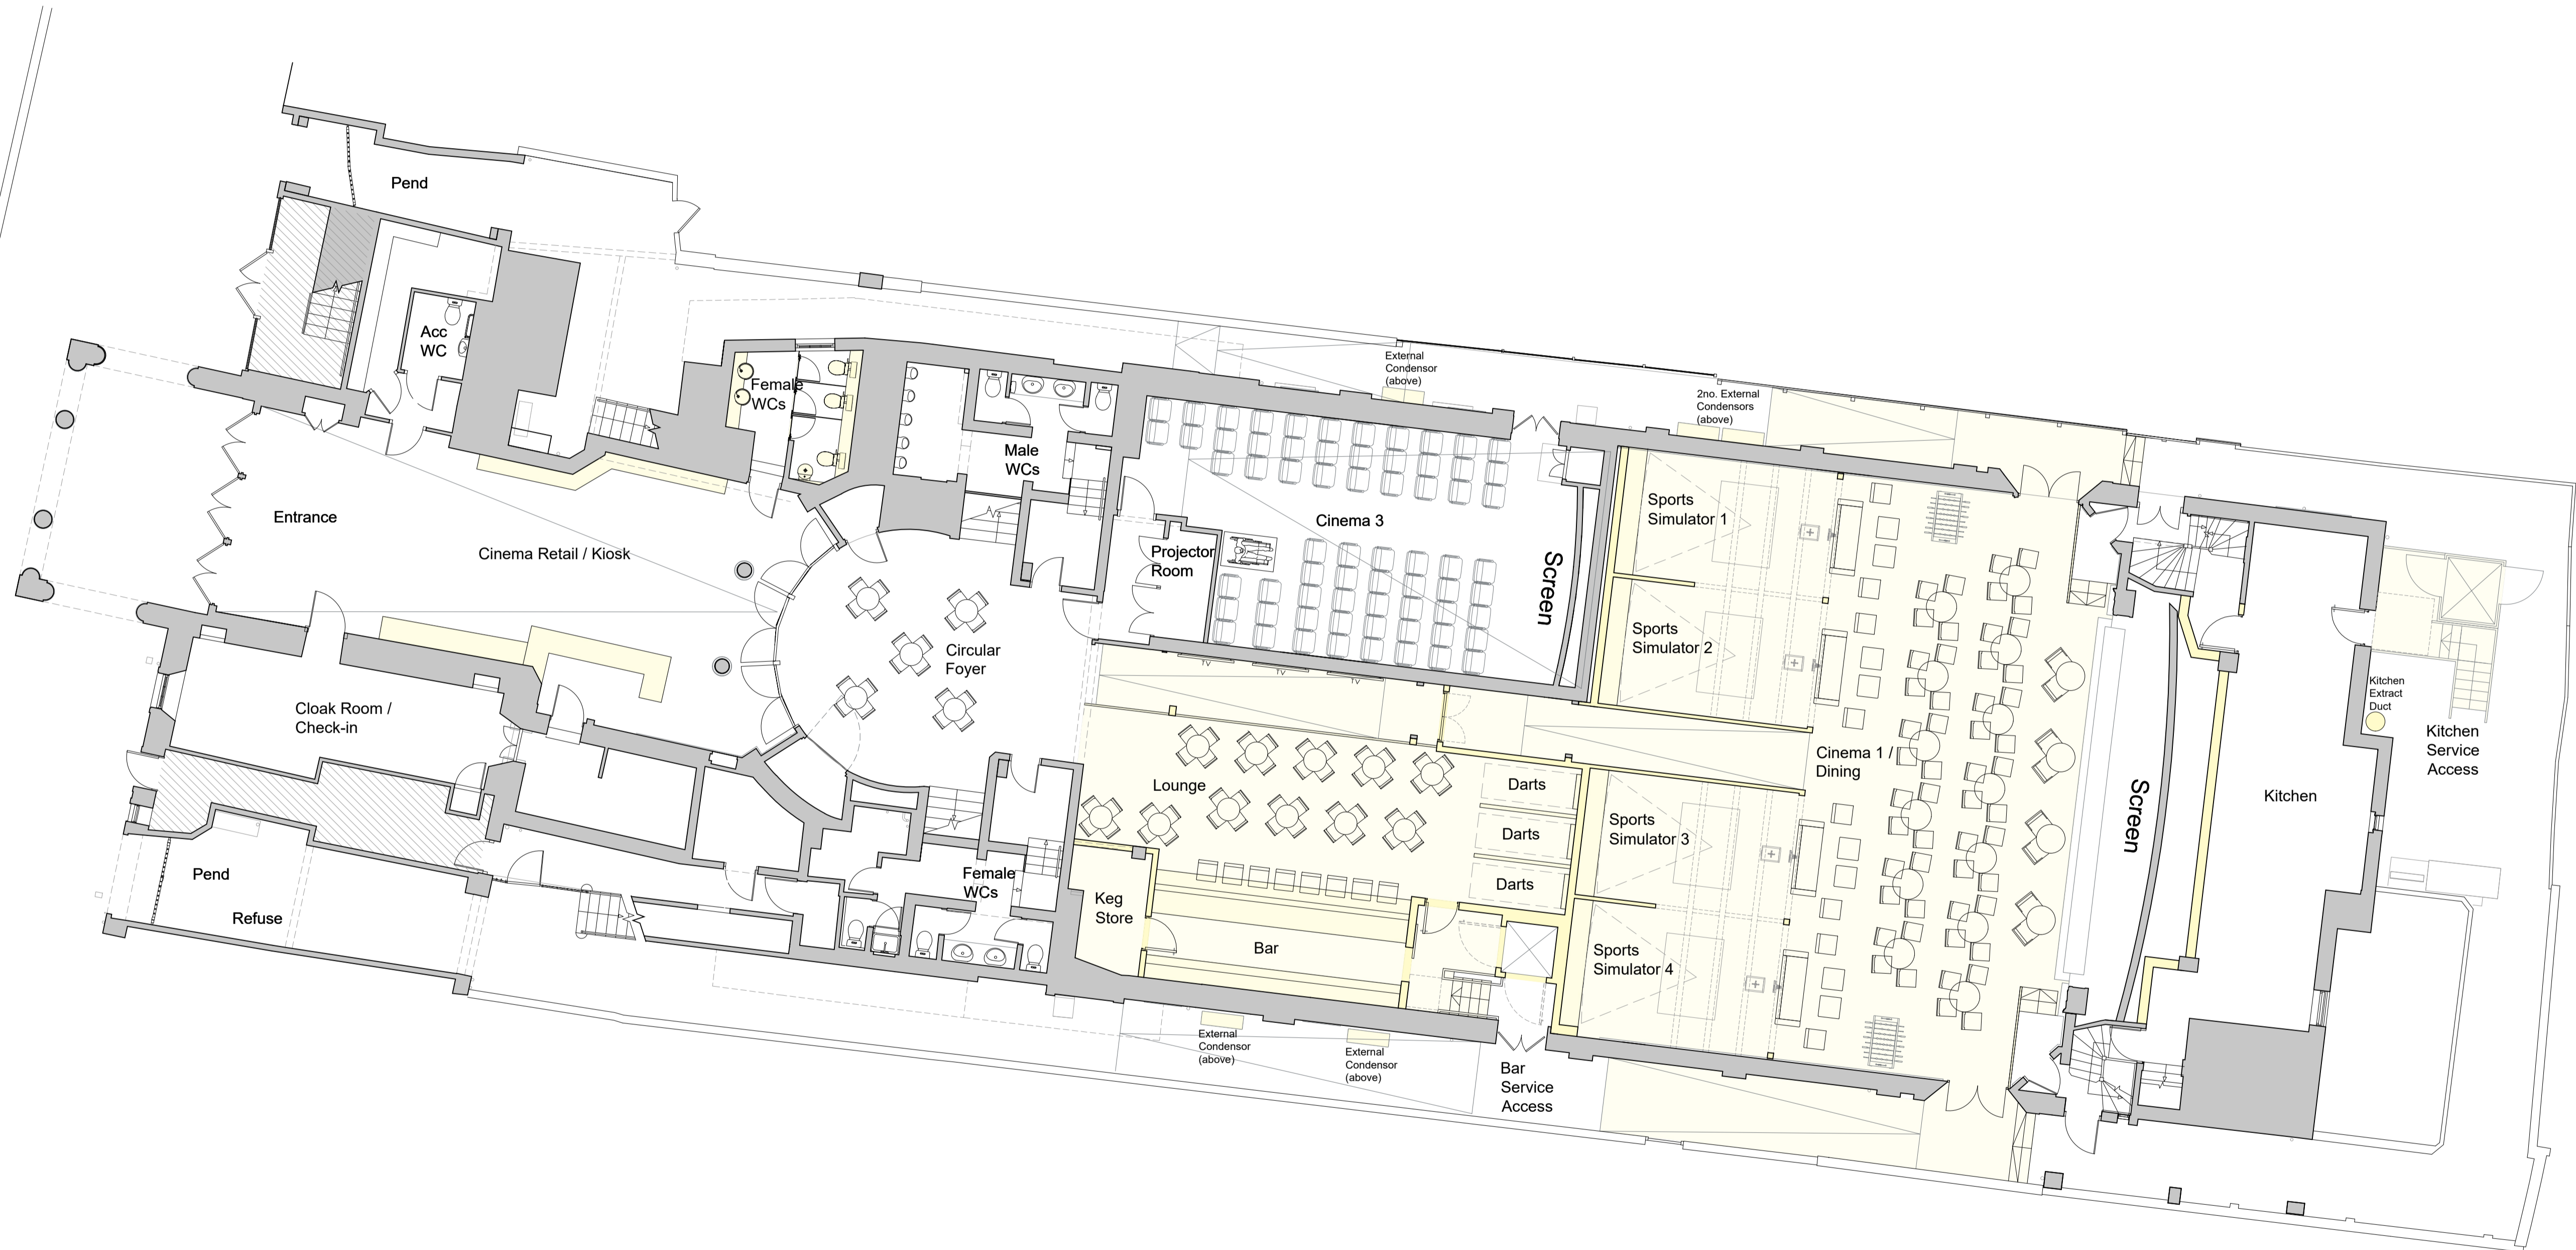 Pend
Acc
WC
Entrance
Cinema Retail / Kiosk
Female
WCs
Male
WCs
Circular
Foyer
Cloak Room /
Check-in
Pend
Refuse
Female
WCs
External
Condensor
(above)
2no. External
Condensors
(above)
Cinema 3
Projector
Room
Screen
TV
TV
TV
Sports
Simulator 1
Sports
Simulator 2
Sports
Simulator 3
Sports
Simulator 4
Cinema 1 /
Dining
Lounge
Darts
Darts
Darts
Keg
Store
Bar
External
Condensor
(above)
External
Condensor
(above)
Bar
Service
Access
Screen
Kitchen
Kitchen
Extract
Duct
Kitchen
Service
Access